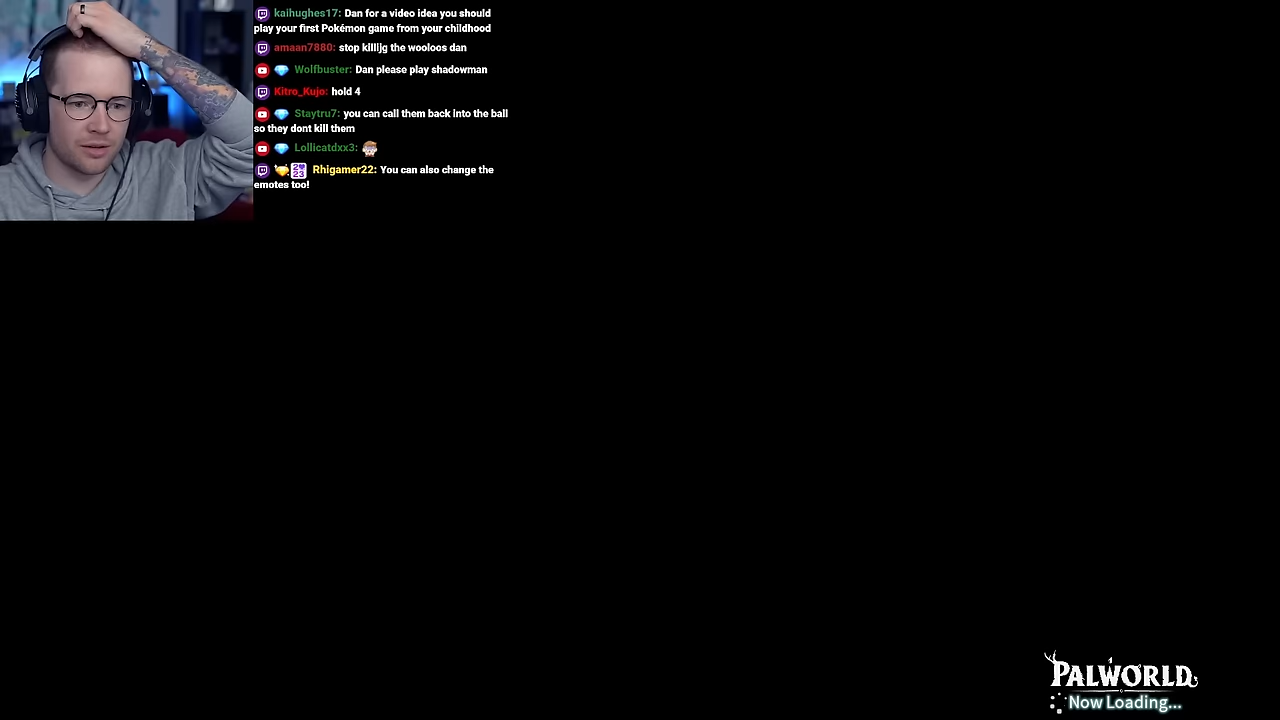 kaihughes17: Dan for a video idea you should
play your first Pokémon game from your childhood
amaan7880: stop killijg the wooloos dan
Wolfbuster: Dan please play shadowman
Kitro_Kujo: hold 4
Staytru7: you can call them back into the ball
so they dont kill them
Lollicatdxx3:
Rhigamer22: You can also change the
emotes too!
PALWORLD
Now Loading...